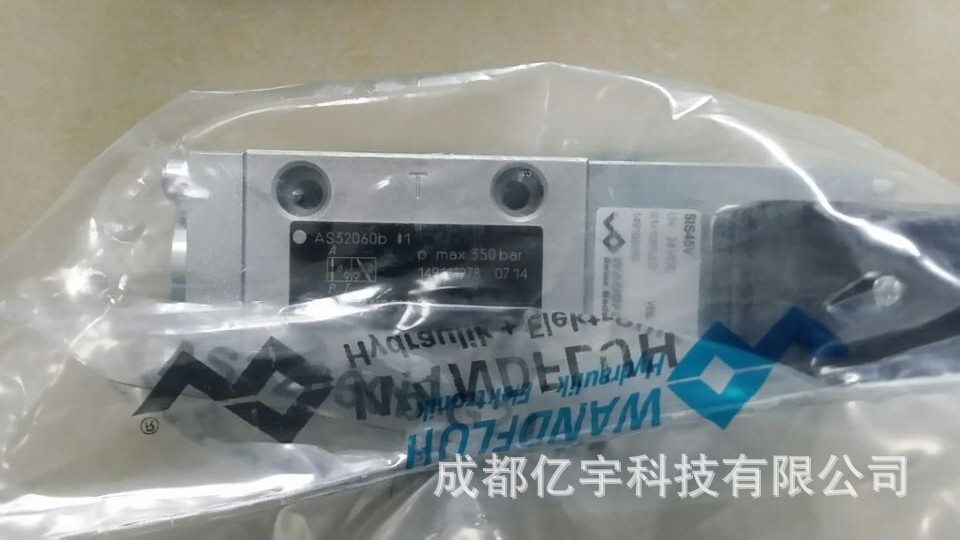 T
AS32060b #1
A
p max 350 bar
P T
07 14
SIS45V
Hydraulik + Elektronik
WANDFLUH
Hydraulik + Elektronik
WANDFLUH
®
成都亿宇科技有限公司